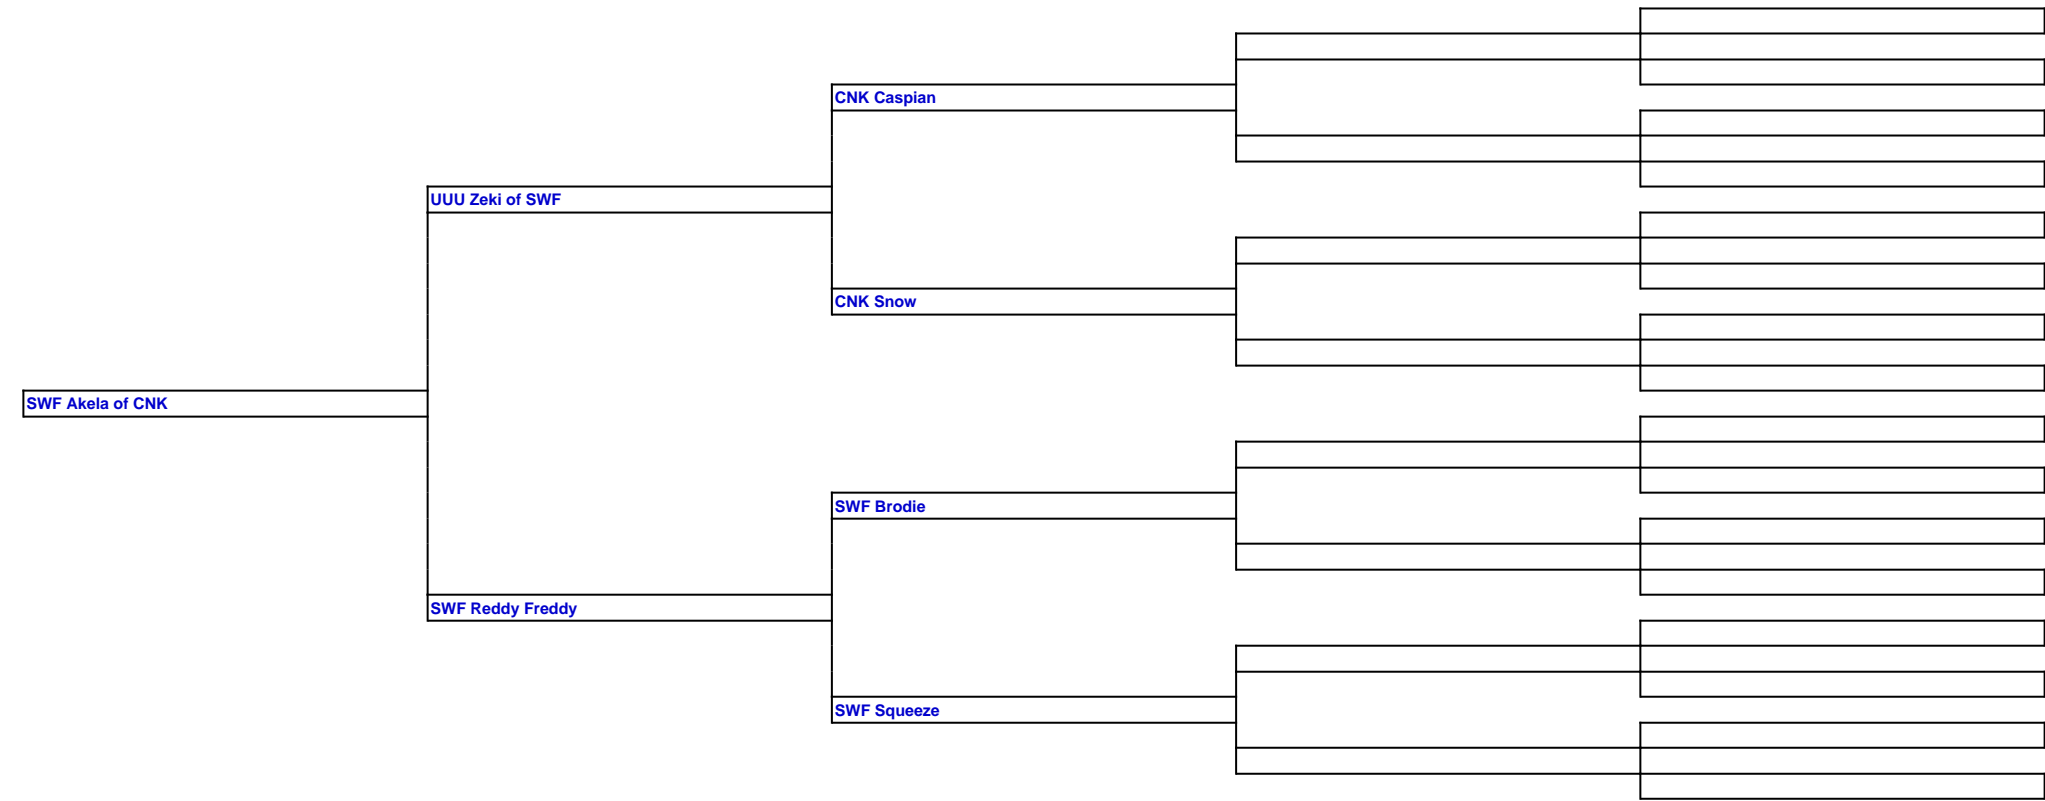 CNK Caspian
UUU Zeki of SWF
CNK Snow
SWF Akela of CNK
SWF Brodie
SWF Reddy Freddy
SWF Squeeze